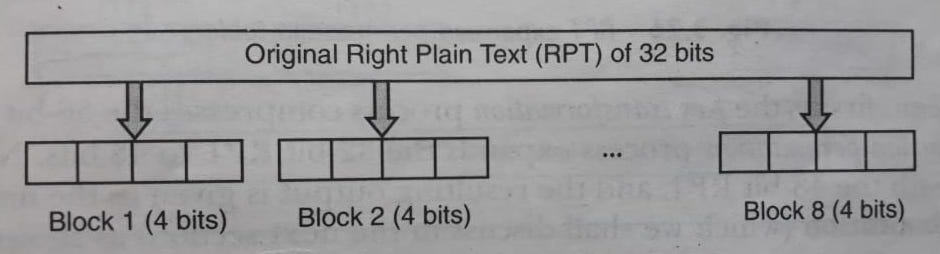 Original Right Plain Text (RPT) of 32 bits
...
Block 1 (4 bits)
Block 2 (4 bits)
Block 8 (4 bits)